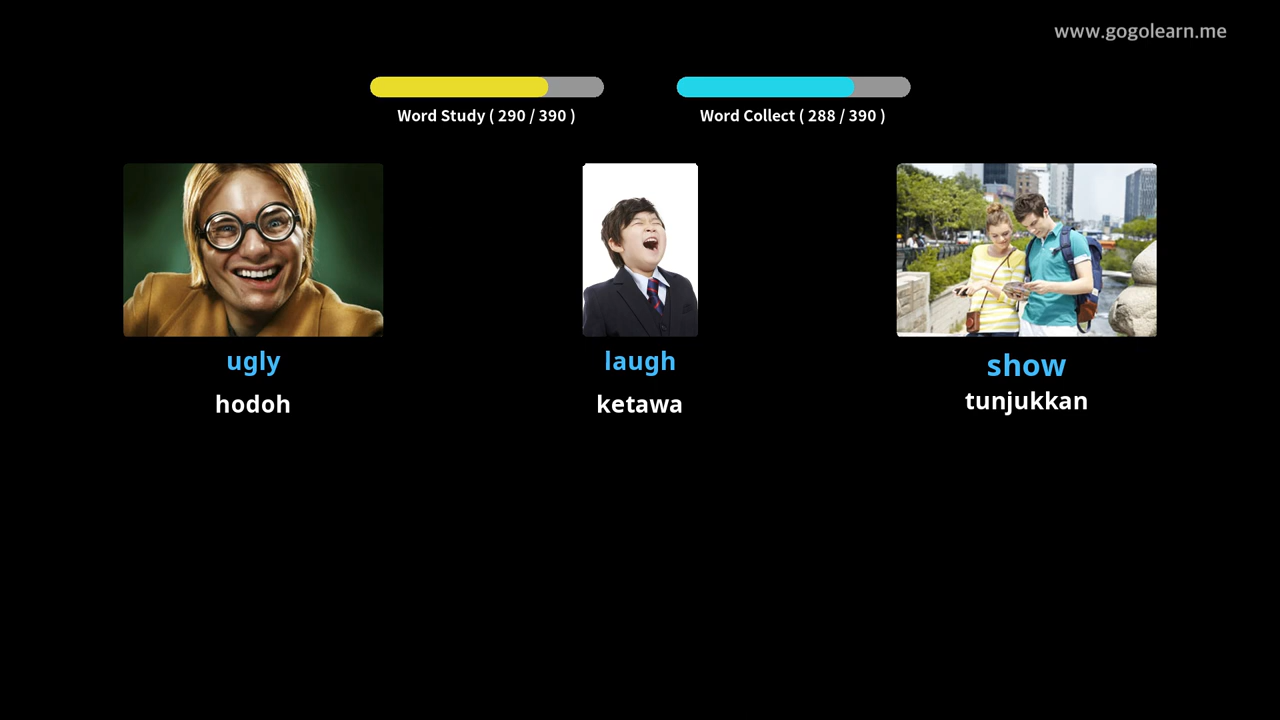 www.gogolearn.me
Word Study ( 290 / 390 )
Word Collect ( 288 / 390 )
ugly
hodoh
laugh
ketawa
show
tunjukkan